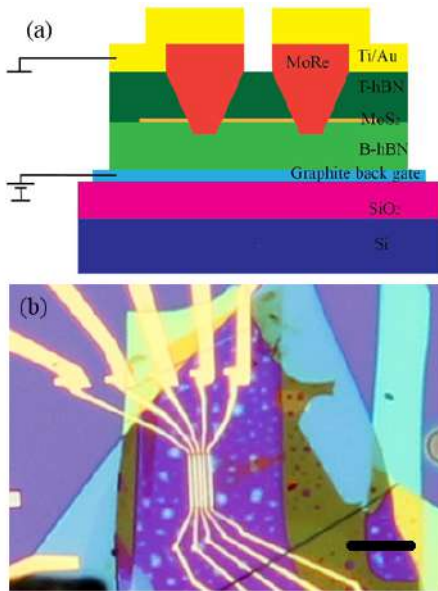 (a)
Ti/Au
MoRe
T-hBN
MoS₂
B-hBN
Graphite back gate
SiO₂
Si
(b)